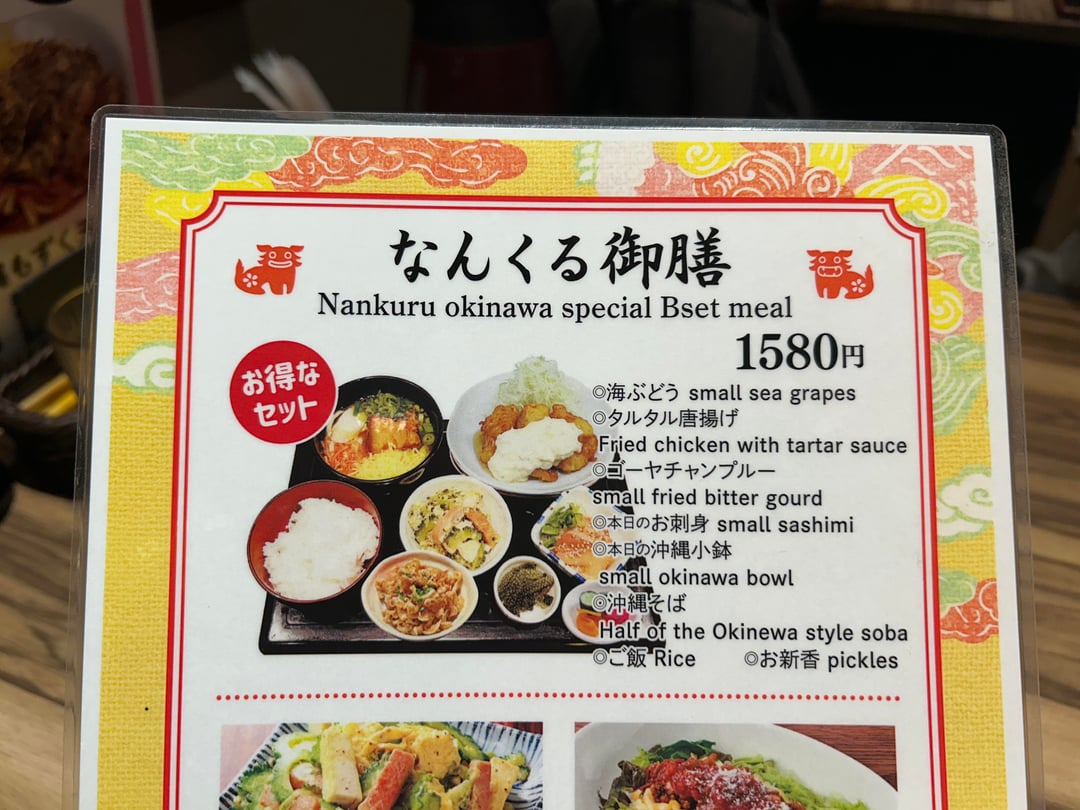 なんくる御膳
Nankuru okinawa special Bset meal
1580円
お得な
セット
◎海ぶどう small sea grapes
◎タルタル唐揚げ
Fried chicken with tartar sauce
◎ゴーヤチャンプルー
small fried bitter gourd
◎本日のお刺身 small sashimi
◎本日の沖縄小鉢
small okinawa bowl
◎沖縄そば
Half of the Okinewa style soba
◎ご飯 Rice ◎お新香 pickles